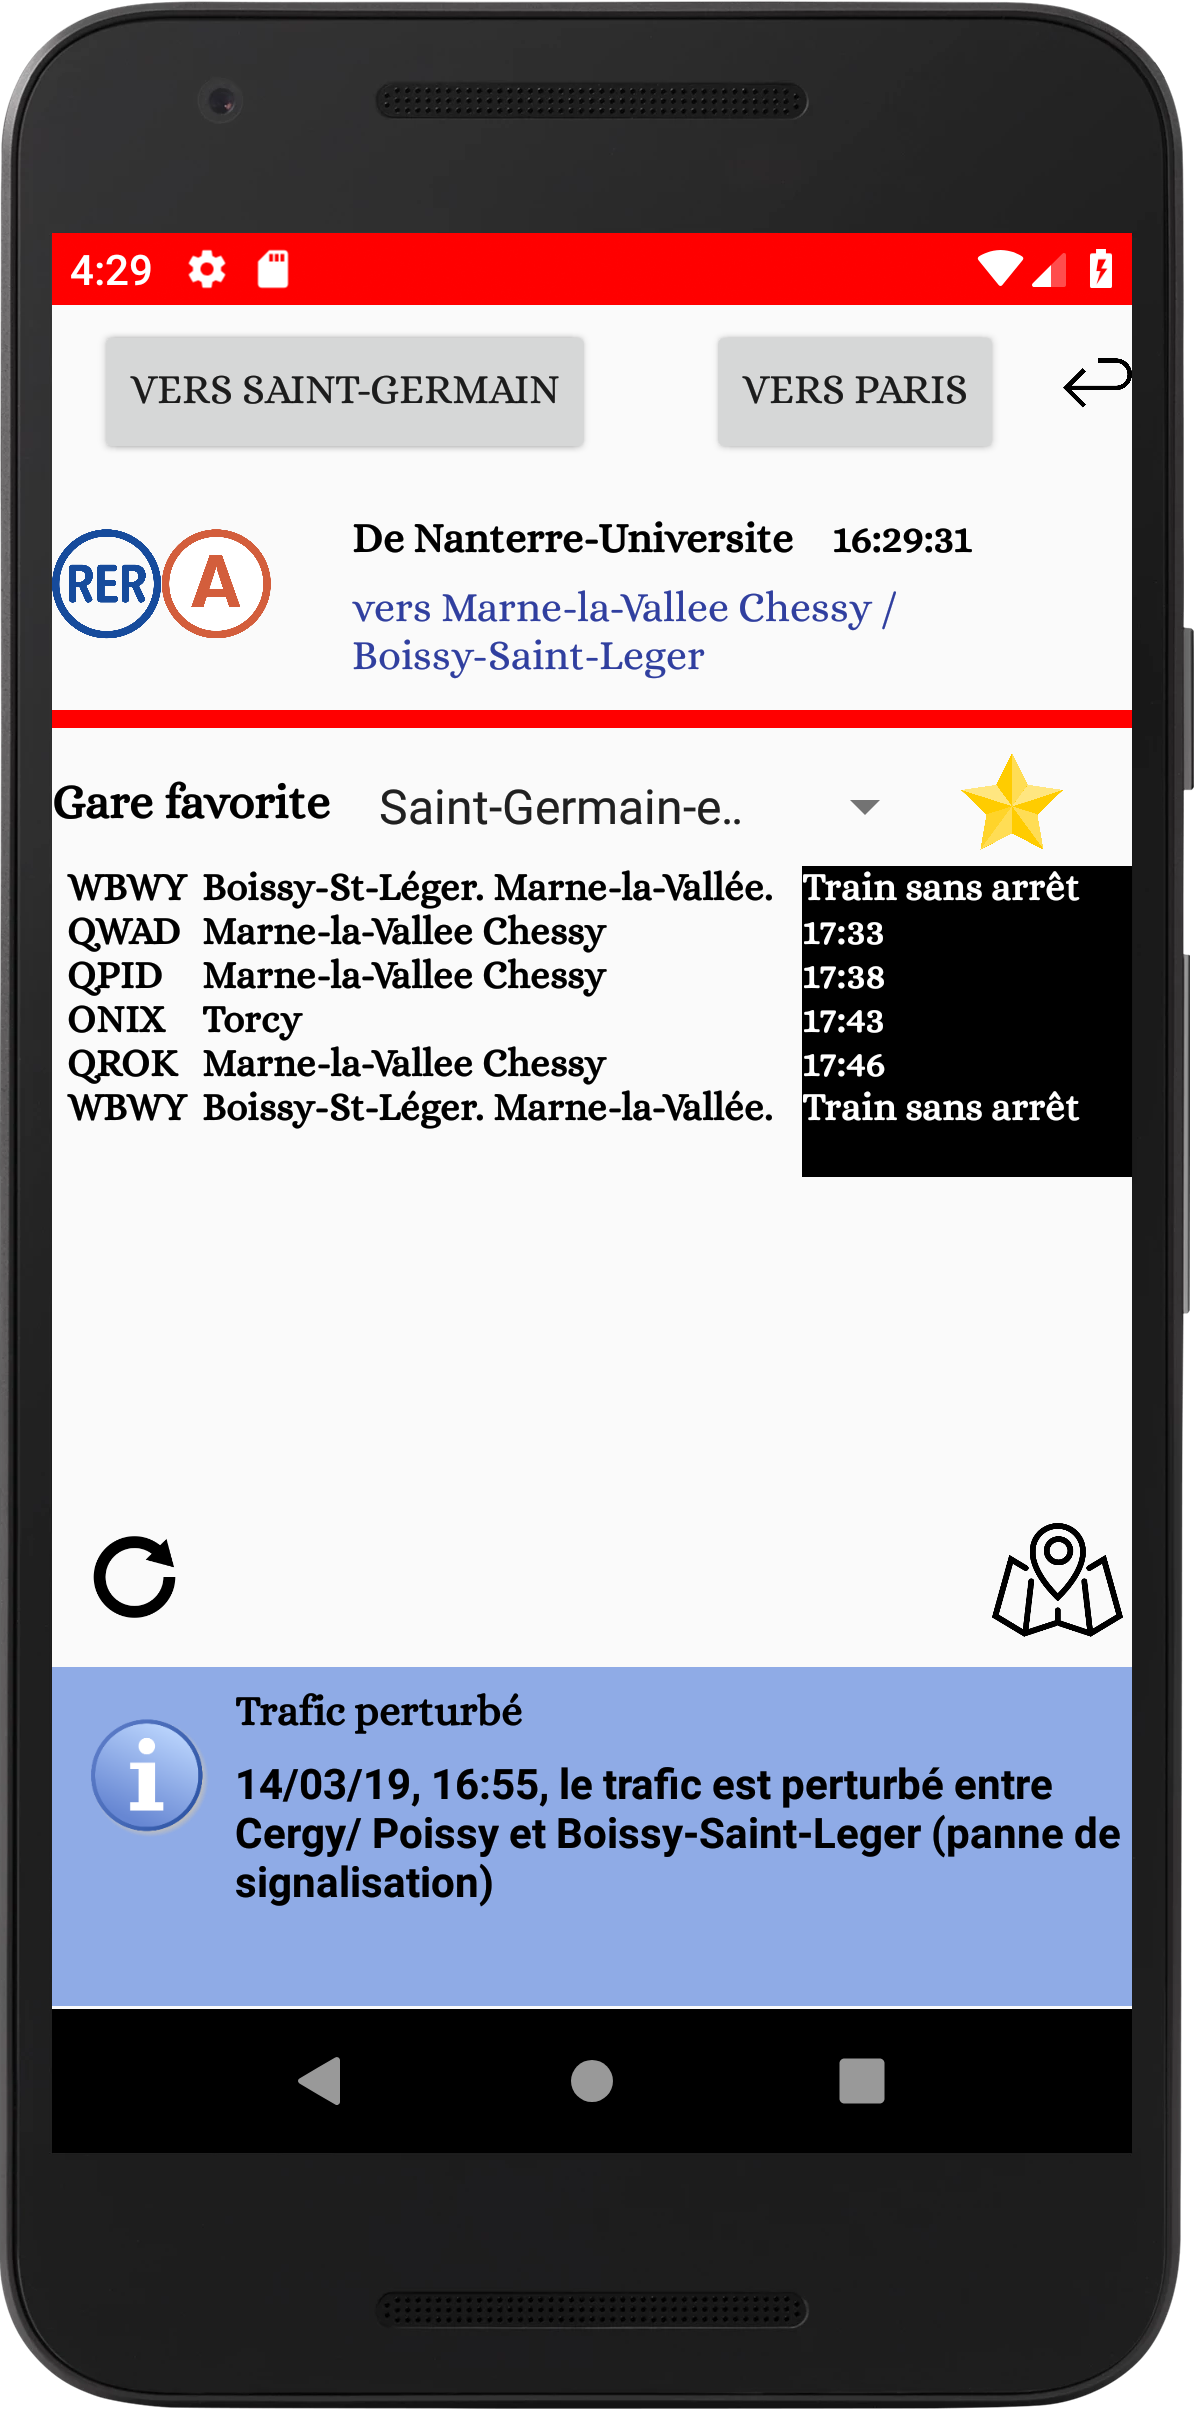 4:29
VERS SAINT-GERMAIN VERS PARIS
RER A
De Nanterre-Universite 16:29:31
vers Marne-la-Vallee Chessy /
Boissy-Saint-Leger
Gare favorite Saint-Germain-e..
WBWY Boissy-St-Léger. Marne-la-Vallée. Train sans arrêt
QWAD Marne-la-Vallee Chessy 17:33
QPID Marne-la-Vallee Chessy 17:38
ONIX Torcy 17:43
QROK Marne-la-Vallee Chessy 17:46
WBWY Boissy-St-Léger. Marne-la-Vallée. Train sans arrêt
i
Trafic perturbé
14/03/19, 16:55, le trafic est perturbé entre
Cergy/ Poissy et Boissy-Saint-Leger (panne de
signalisation)